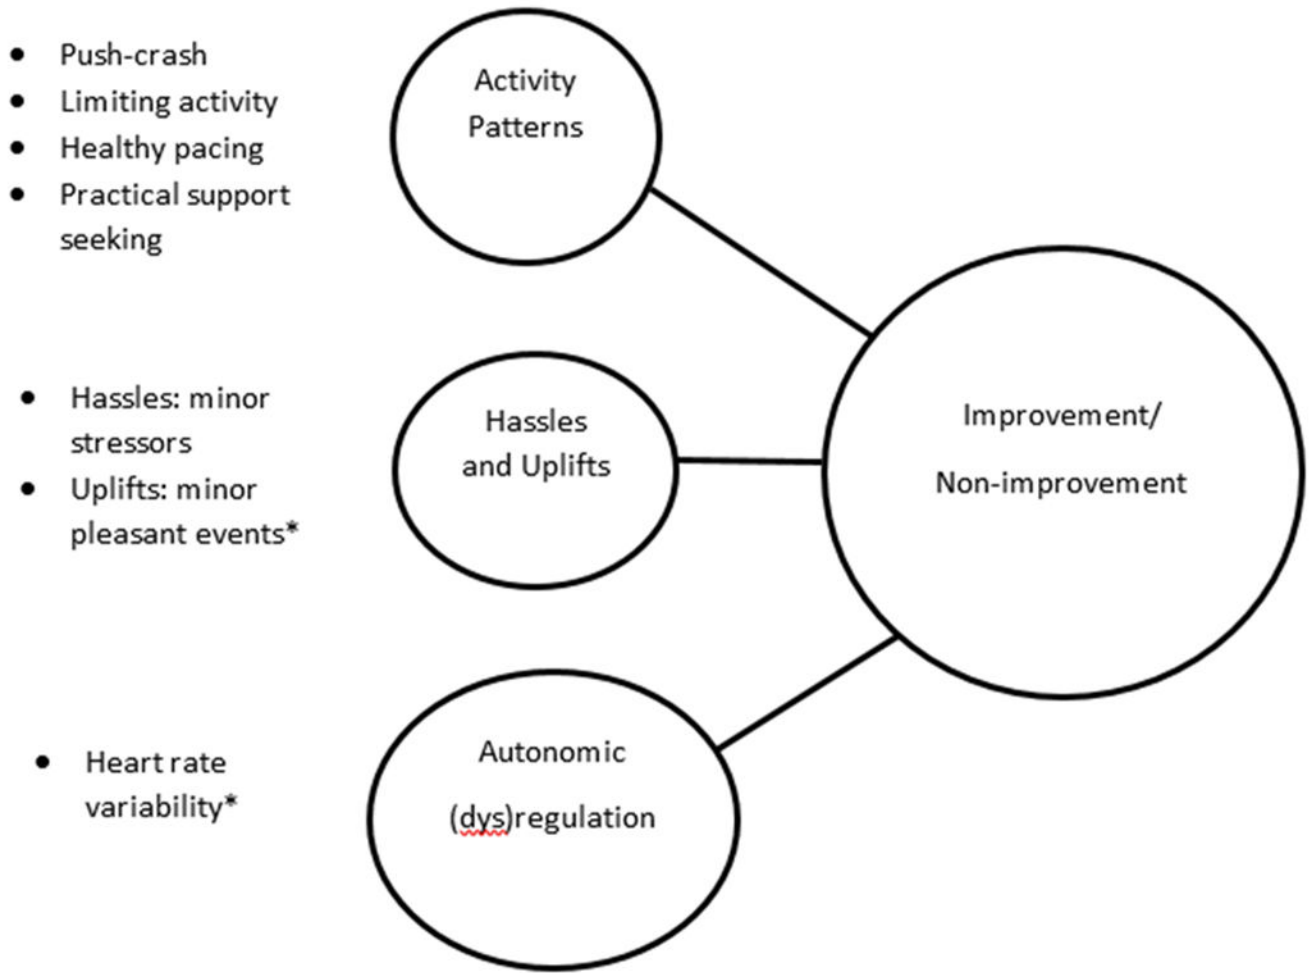 • Push-crash
• Limiting activity
• Healthy pacing
• Practical support
seeking
Activity
Patterns
• Hassles: minor
stressors
• Uplifts: minor
pleasant events*
Hassles
and Uplifts
Improvement/
Non-improvement
• Heart rate
variability*
Autonomic
(dys)regulation